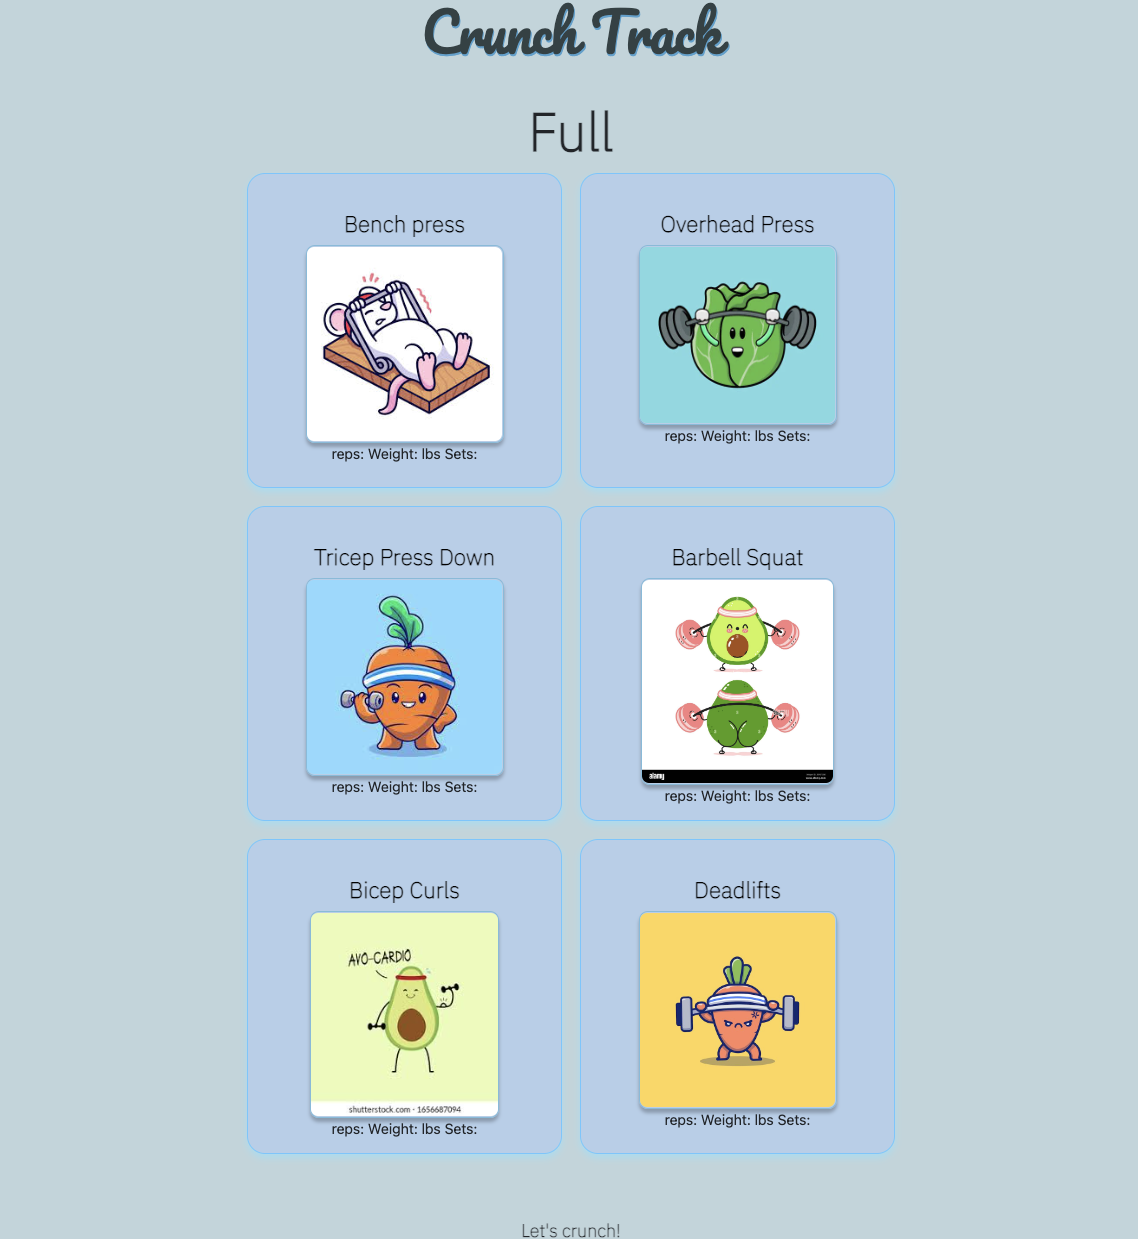 Crunch Track
Full
Bench press
reps: Weight: lbs Sets:
Overhead Press
reps: Weight: lbs Sets:
Tricep Press Down
reps: Weight: lbs Sets:
Barbell Squat
alamy
reps: Weight: lbs Sets:
Bicep Curls
AVO-CARDIO
shutterstock.com · 1656687094
reps: Weight: lbs Sets:
Deadlifts
reps: Weight: lbs Sets:
Let's crunch!